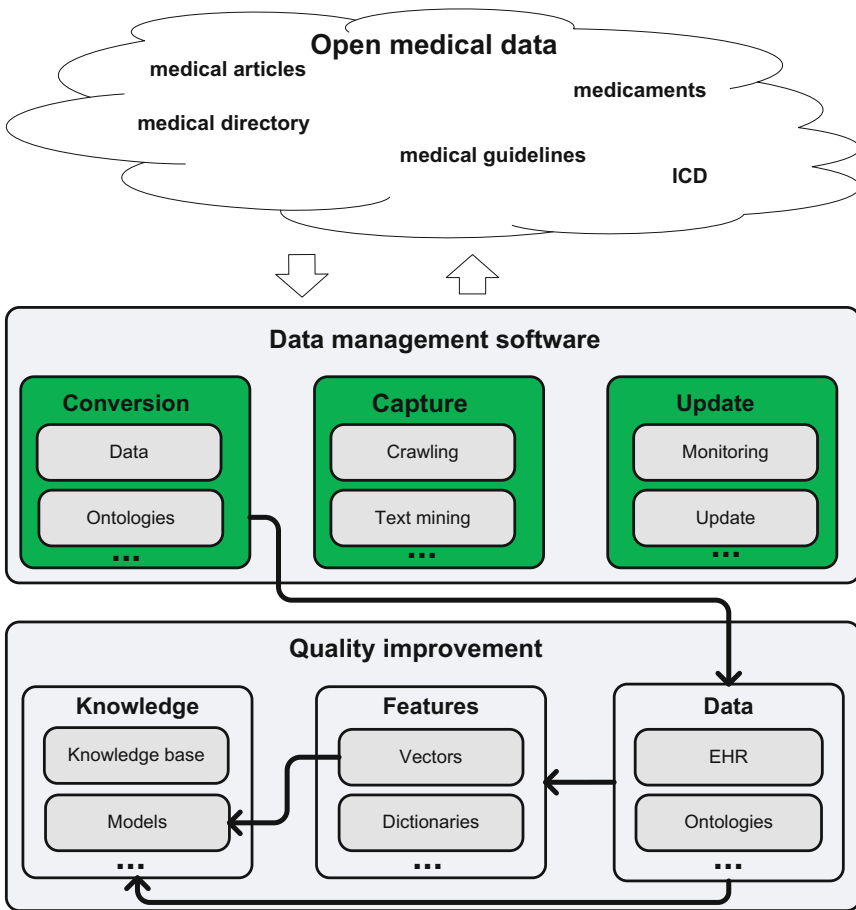 Open medical data
medical articles
medicaments
medical directory
medical guidelines
ICD
Data management software
Conversion
Data
Ontologies
...
Capture
Crawling
Text mining
...
Update
Monitoring
Update
...
Quality improvement
Knowledge
Knowledge base
Models
...
Features
Vectors
Dictionaries
...
Data
EHR
Ontologies
...